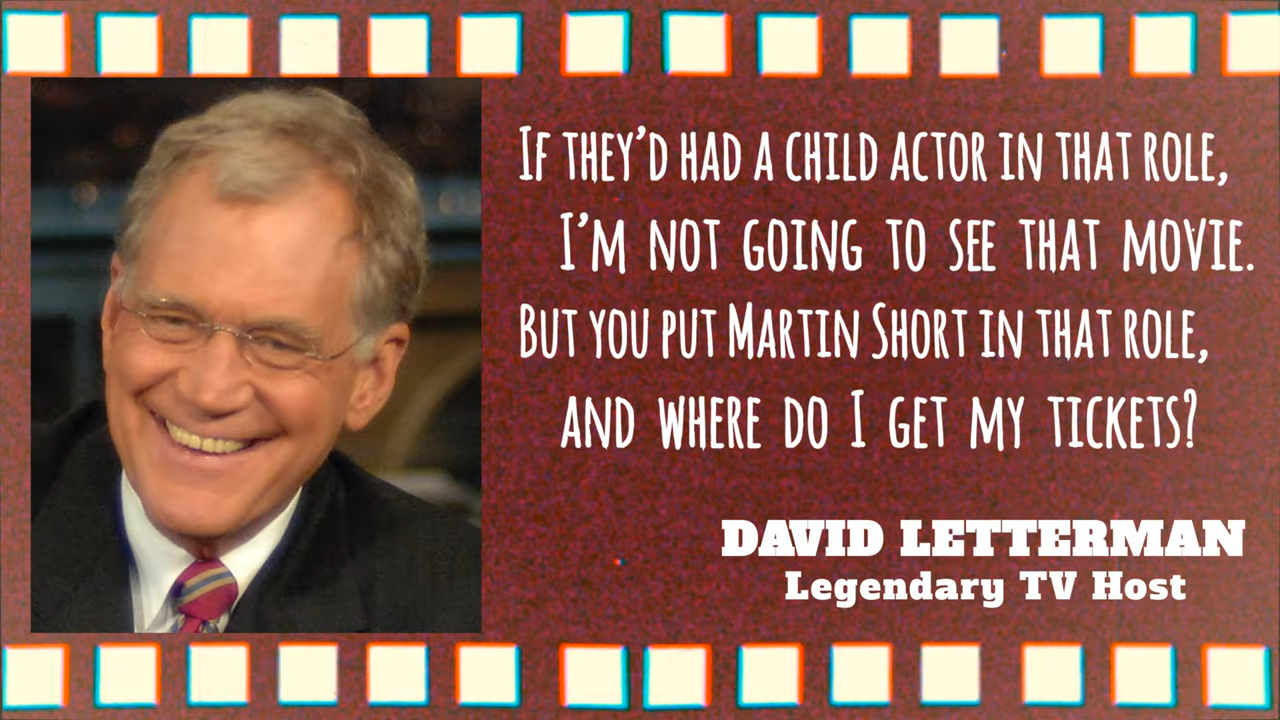 If they’d had a child actor in that role,
I’m not going to see that movie.
But you put Martin Short in that role,
and where do I get my tickets?
DAVID LETTERMAN
Legendary TV Host